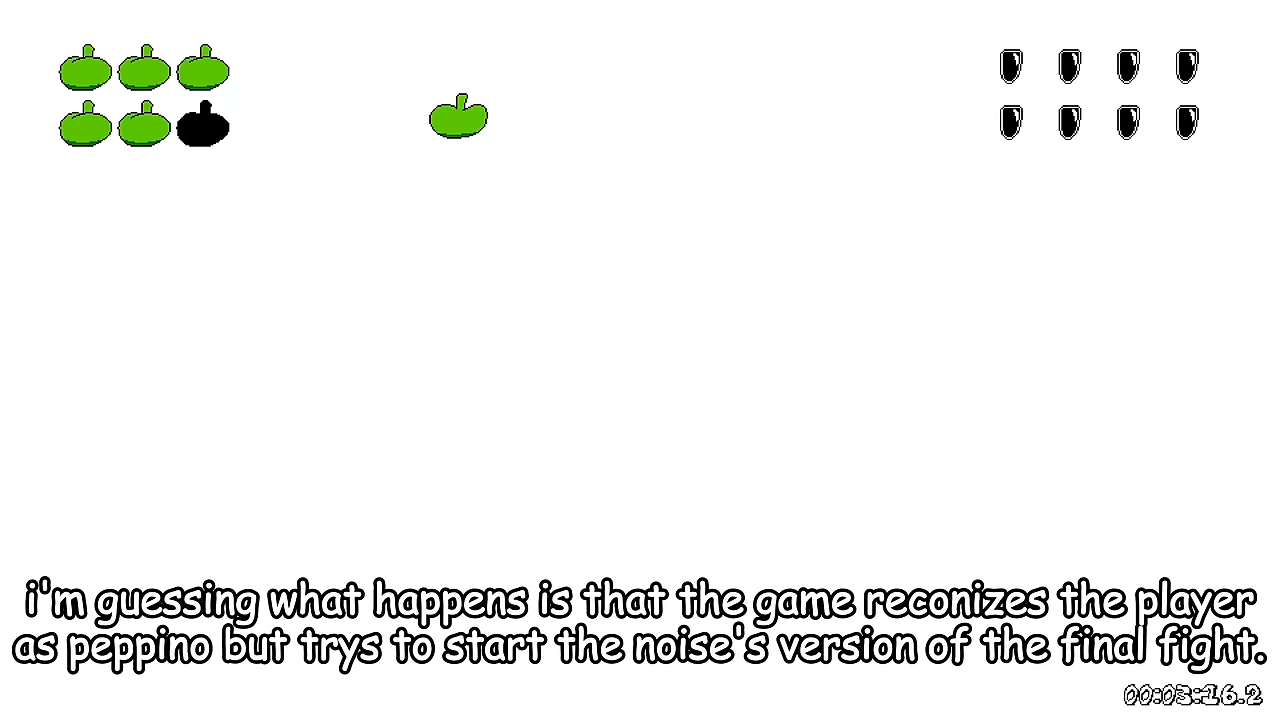 i'm guessing what happens is that the game reconizes the player
as peppino but trys to start the noise's version of the final fight.
00:03:16.2